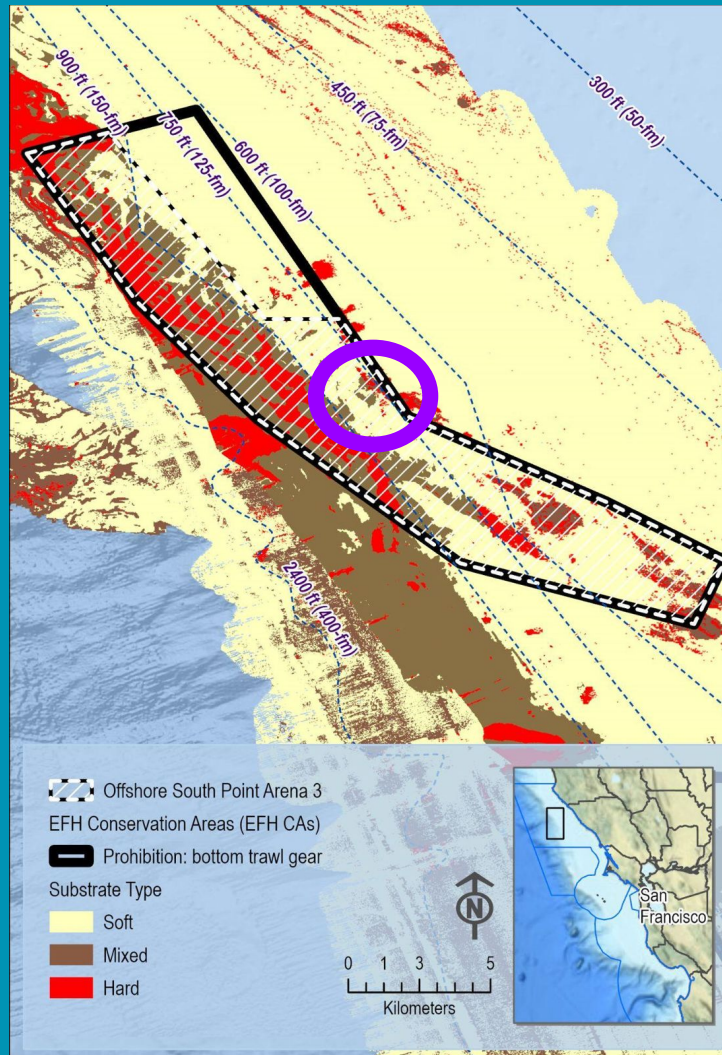 900 ft (150-fm)
750 ft (125-fm)
600 ft (100-fm)
450 ft (75-fm)
300 ft (50-fm)
2400 ft (400-fm)
Offshore South Point Arena 3
EFH Conservation Areas (EFH CAs)
Prohibition: bottom trawl gear
Substrate Type
Soft
Mixed
Hard
N
0 1 3 5
Kilometers
San
Francisco